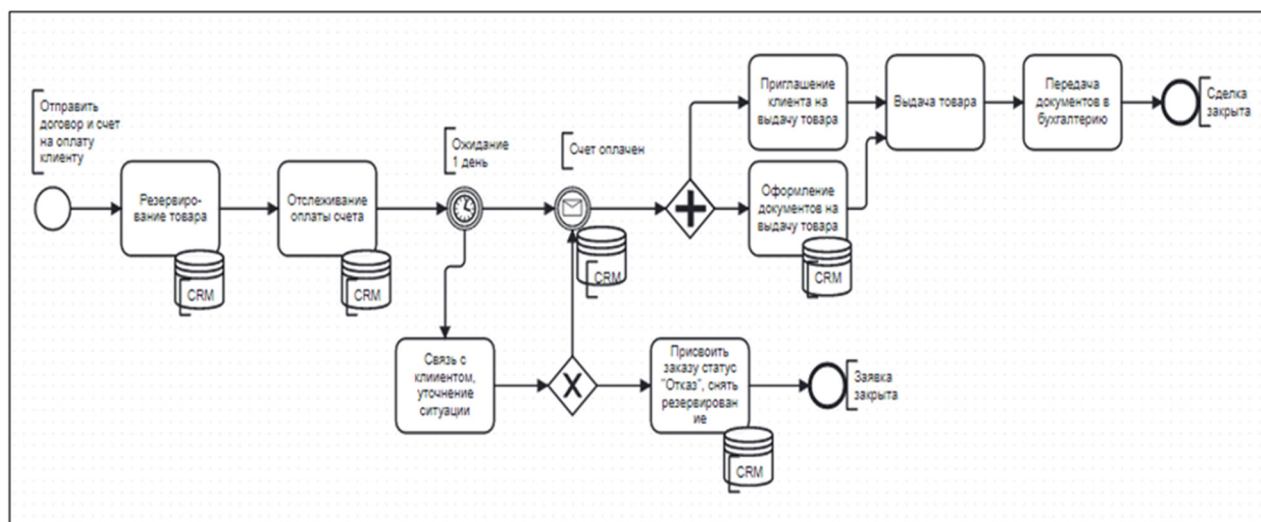 Отправить
договор и счет
на оплату
клиенту
Резервиро-
вание товара
CRM
Отслеживание
оплаты счета
CRM
Ожидание
1 день
Счет оплачен
CRM
Приглашение
клиента на
выдачу товара
Оформление
документов на
выдачу товара
CRM
Выдача товара
Передача
документов в
бухгалтерию
Сделка
закрыта
Связь с
клииентом,
уточнение
ситуации
X
Присвоить
заказу статус
"Отказ", снять
резервирован
ие
CRM
Заявка
закрыта